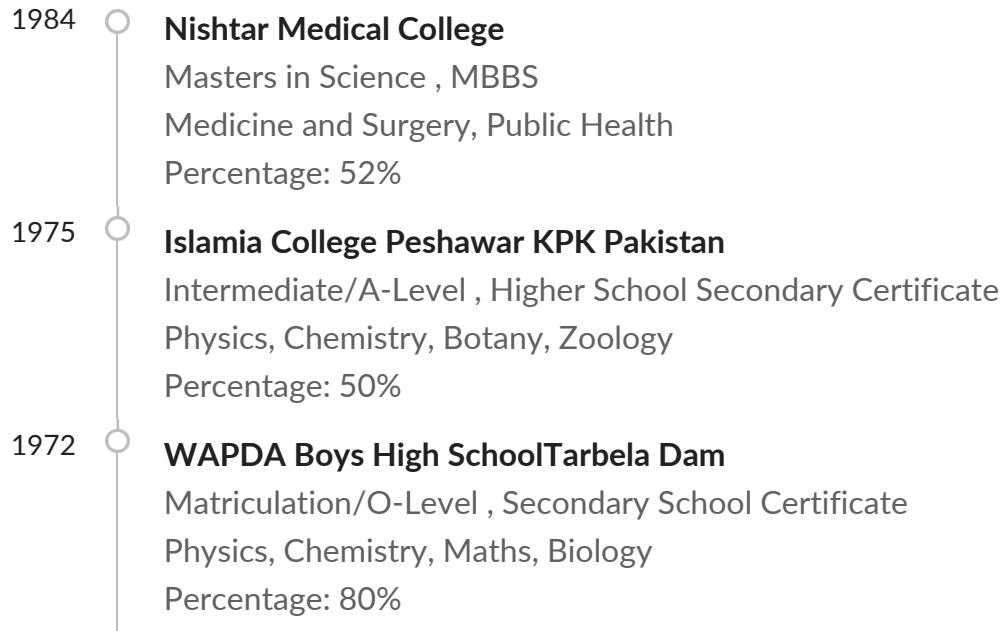 1984
Nishtar Medical College
Masters in Science , MBBS
Medicine and Surgery, Public Health
Percentage: 52%
1975
Islamia College Peshawar KPK Pakistan
Intermediate/A-Level , Higher School Secondary Certificate
Physics, Chemistry, Botany, Zoology
Percentage: 50%
1972
WAPDA Boys High SchoolTarbela Dam
Matriculation/O-Level , Secondary School Certificate
Physics, Chemistry, Maths, Biology
Percentage: 80%